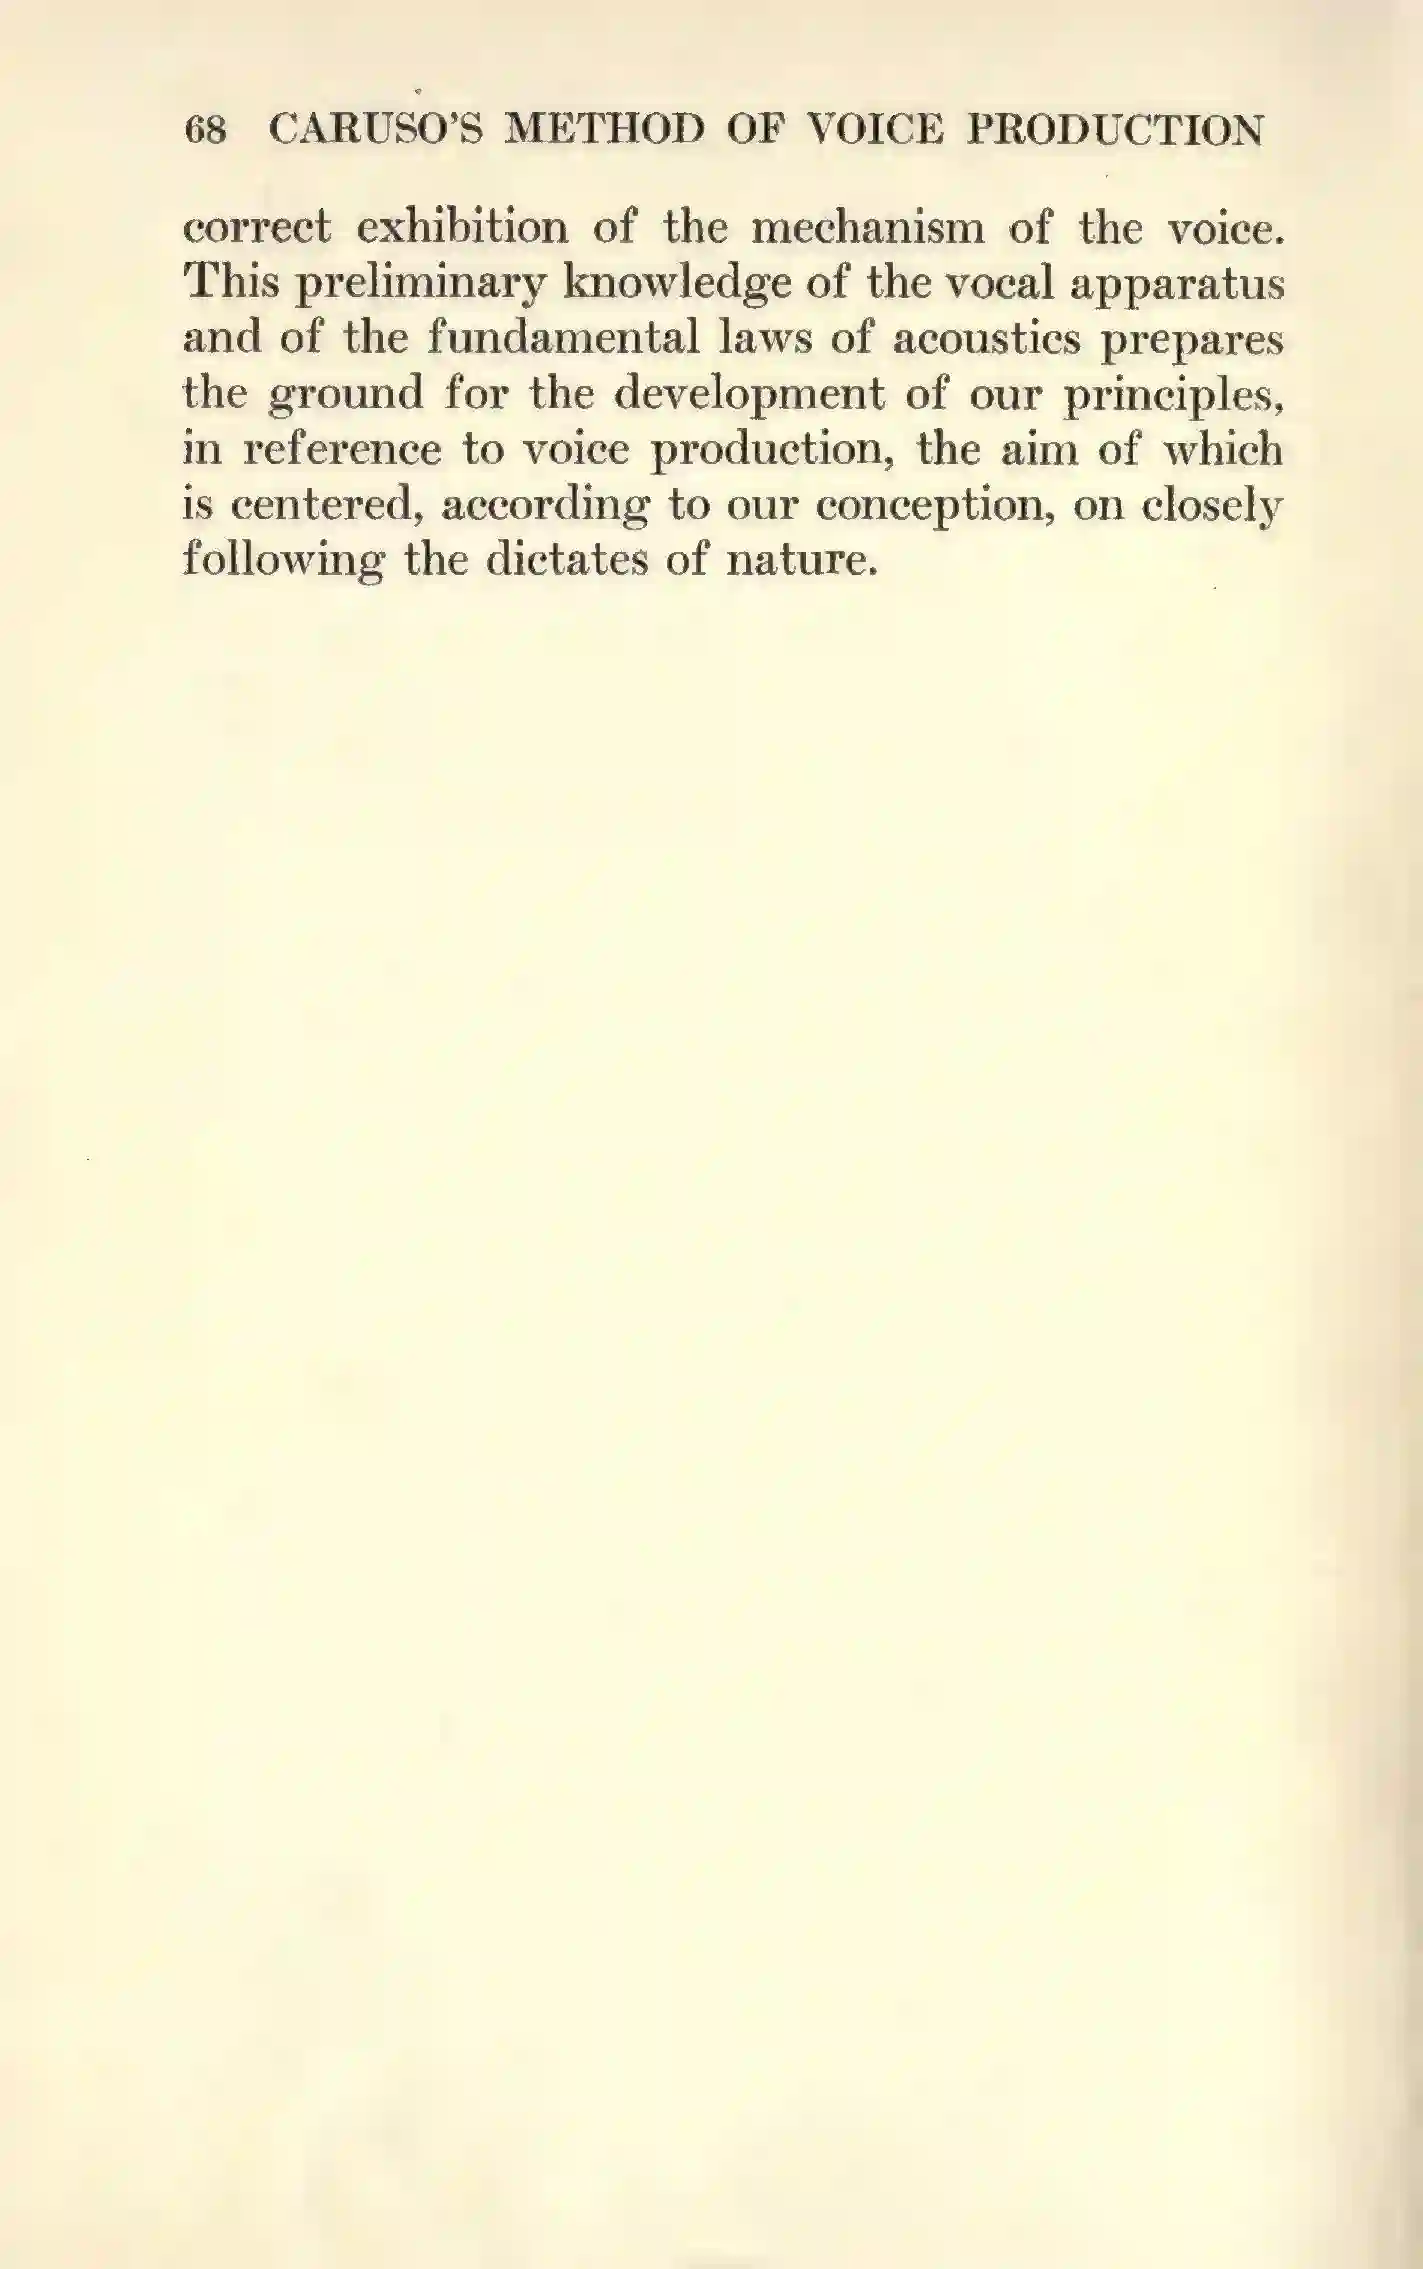 68 CARUSO'S METHOD OF VOICE PRODUCTION
correct exhibition of the mechanism of the voice.
This preliminary knowledge of the vocal apparatus
and of the fundamental laws of acoustics prepares
the ground for the development of our principles,
in reference to voice production, the aim of which
is centered, according to our conception, on closely
following the dictates of nature.